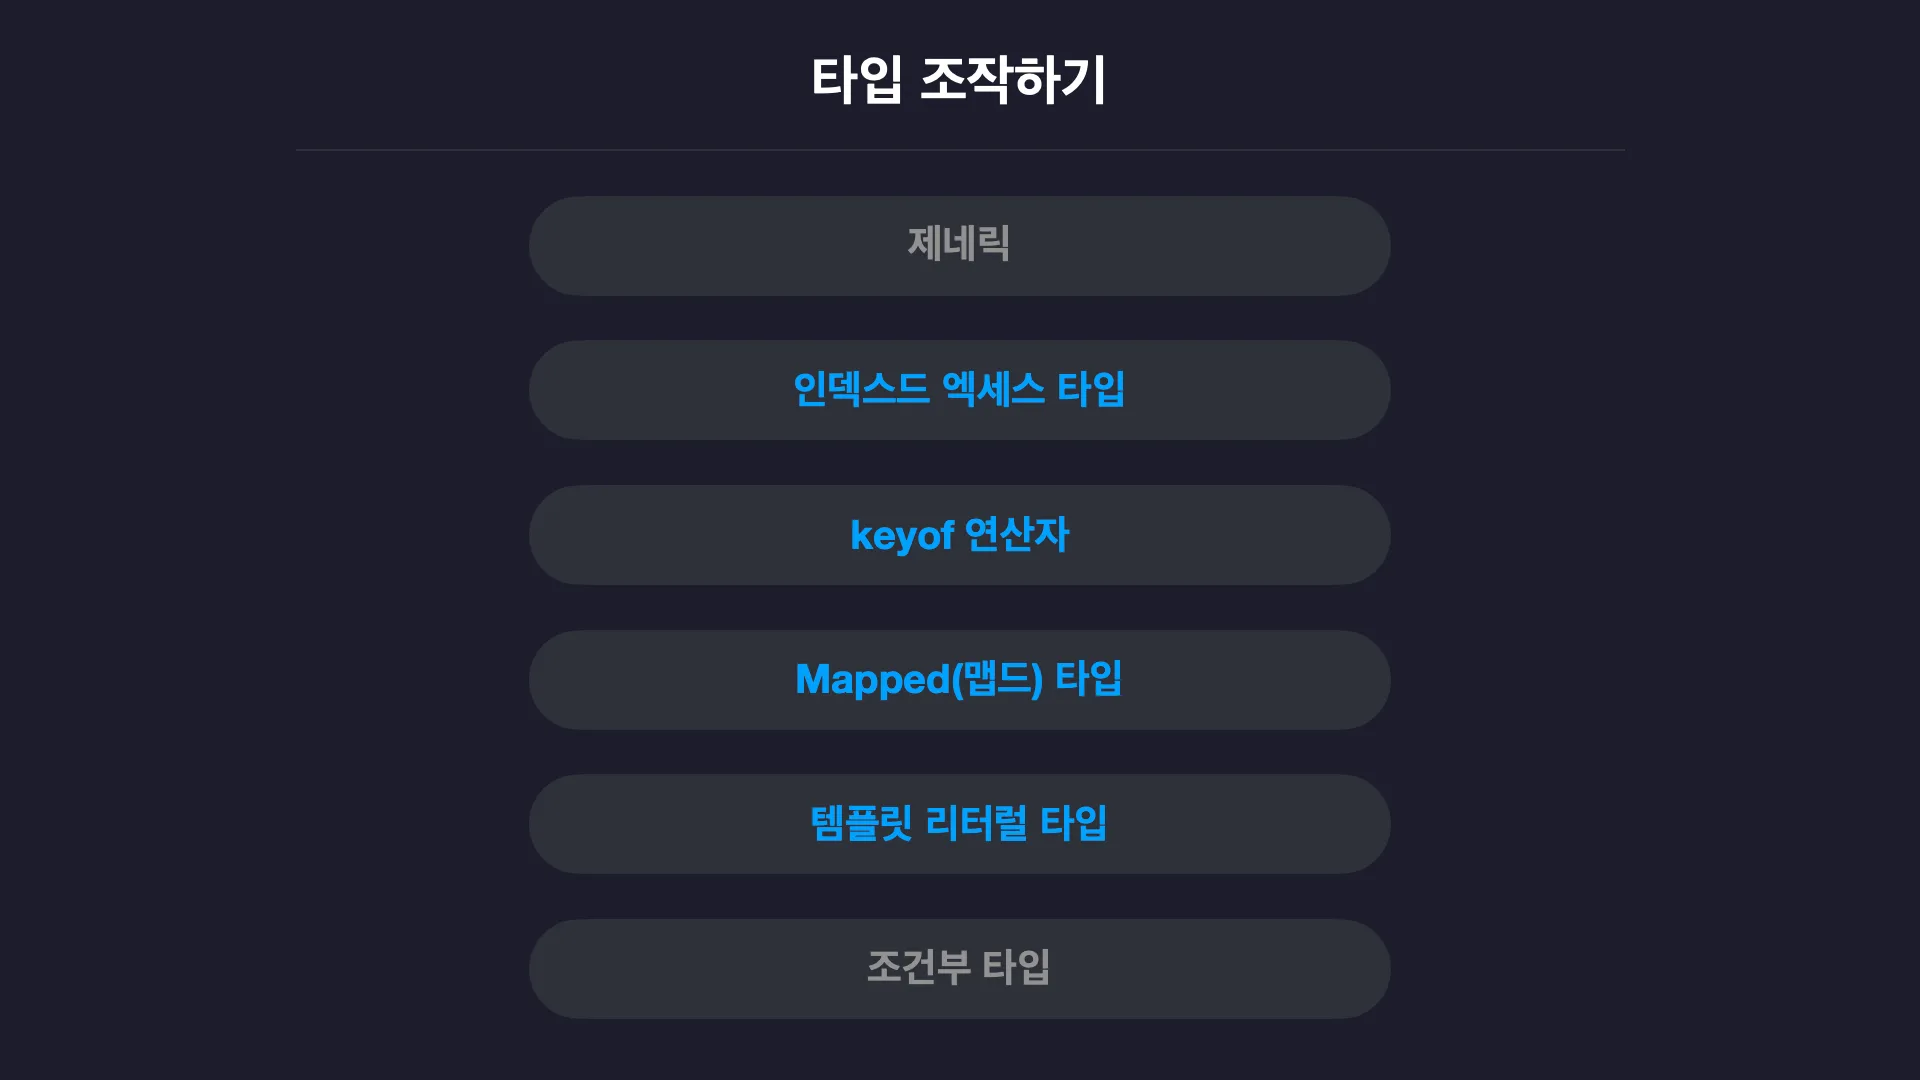 타입 조작하기
제네릭
인덱스드 엑세스 타입
keyof 연산자
Mapped(맵드) 타입
템플릿 리터럴 타입
조건부 타입